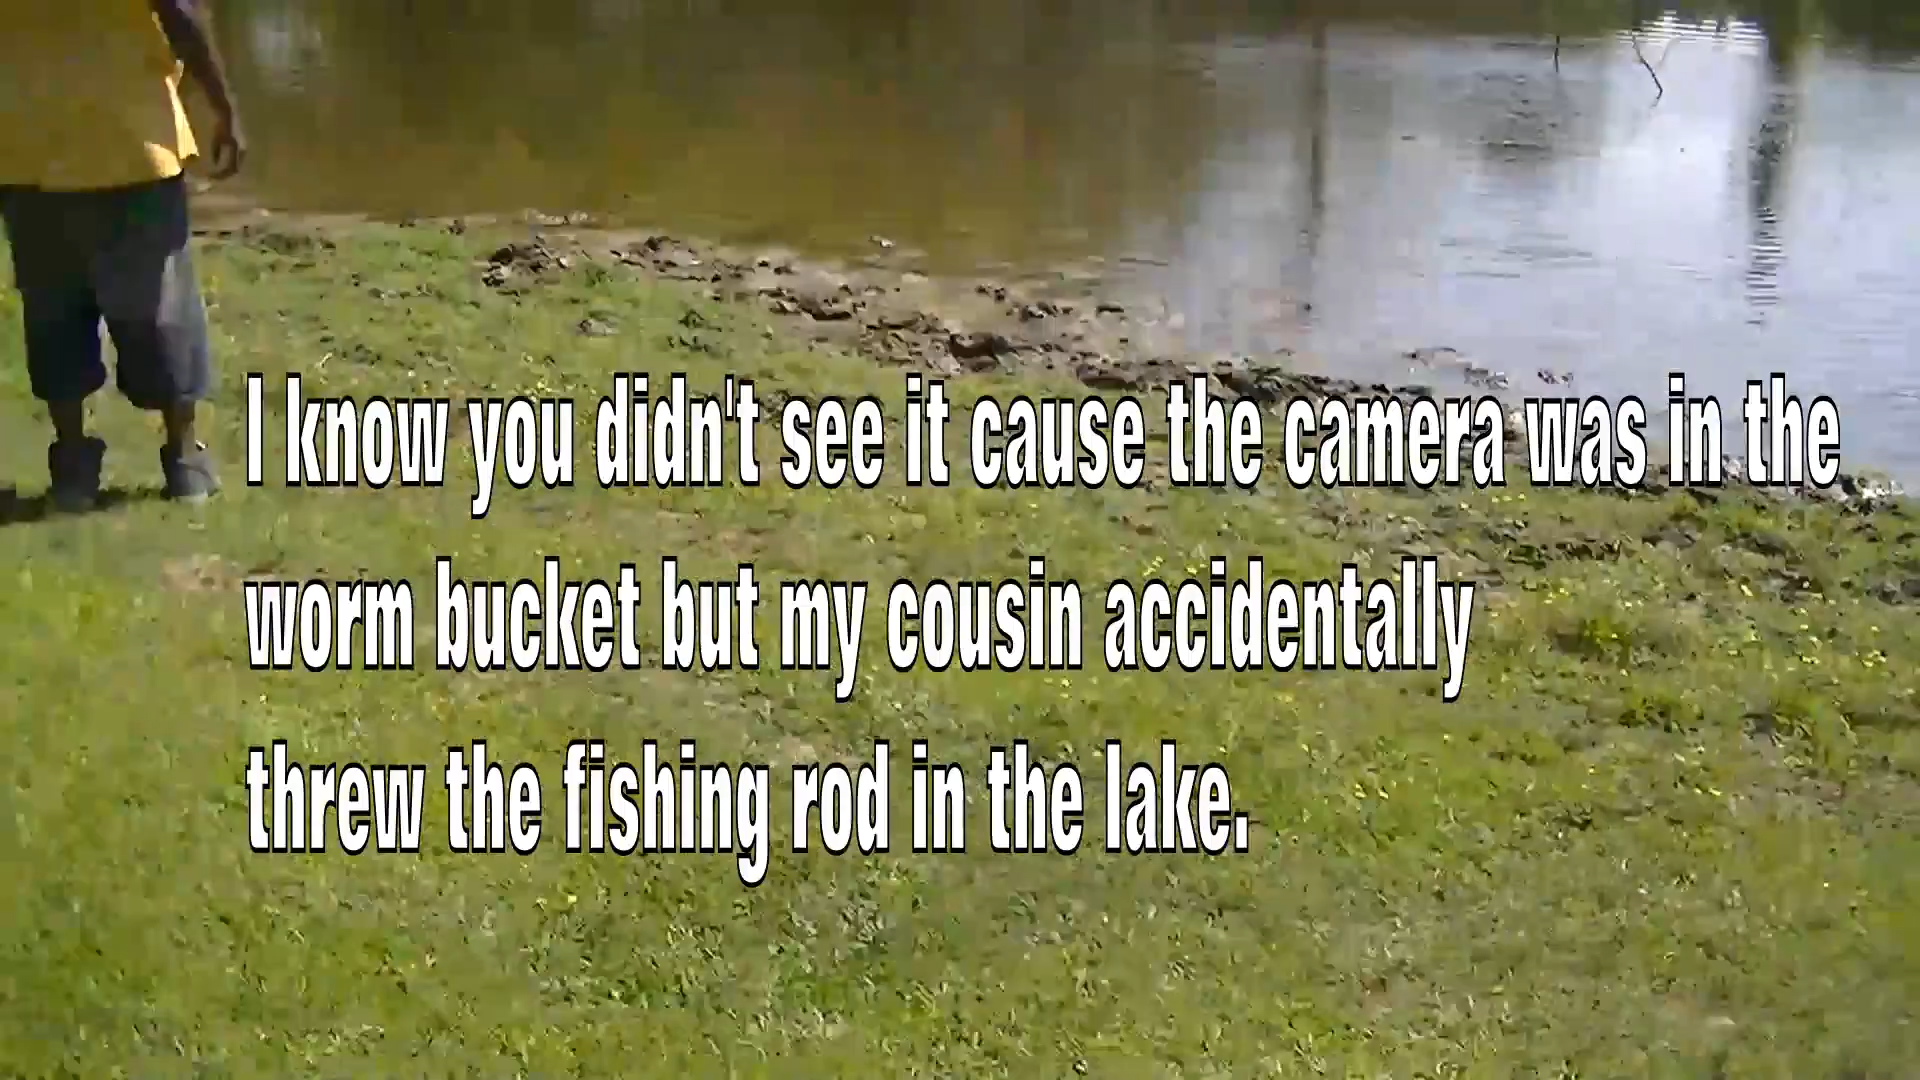 I know you didn't see it cause the camera was in the
worm bucket but my cousin accidentally
threw the fishing rod in the lake.